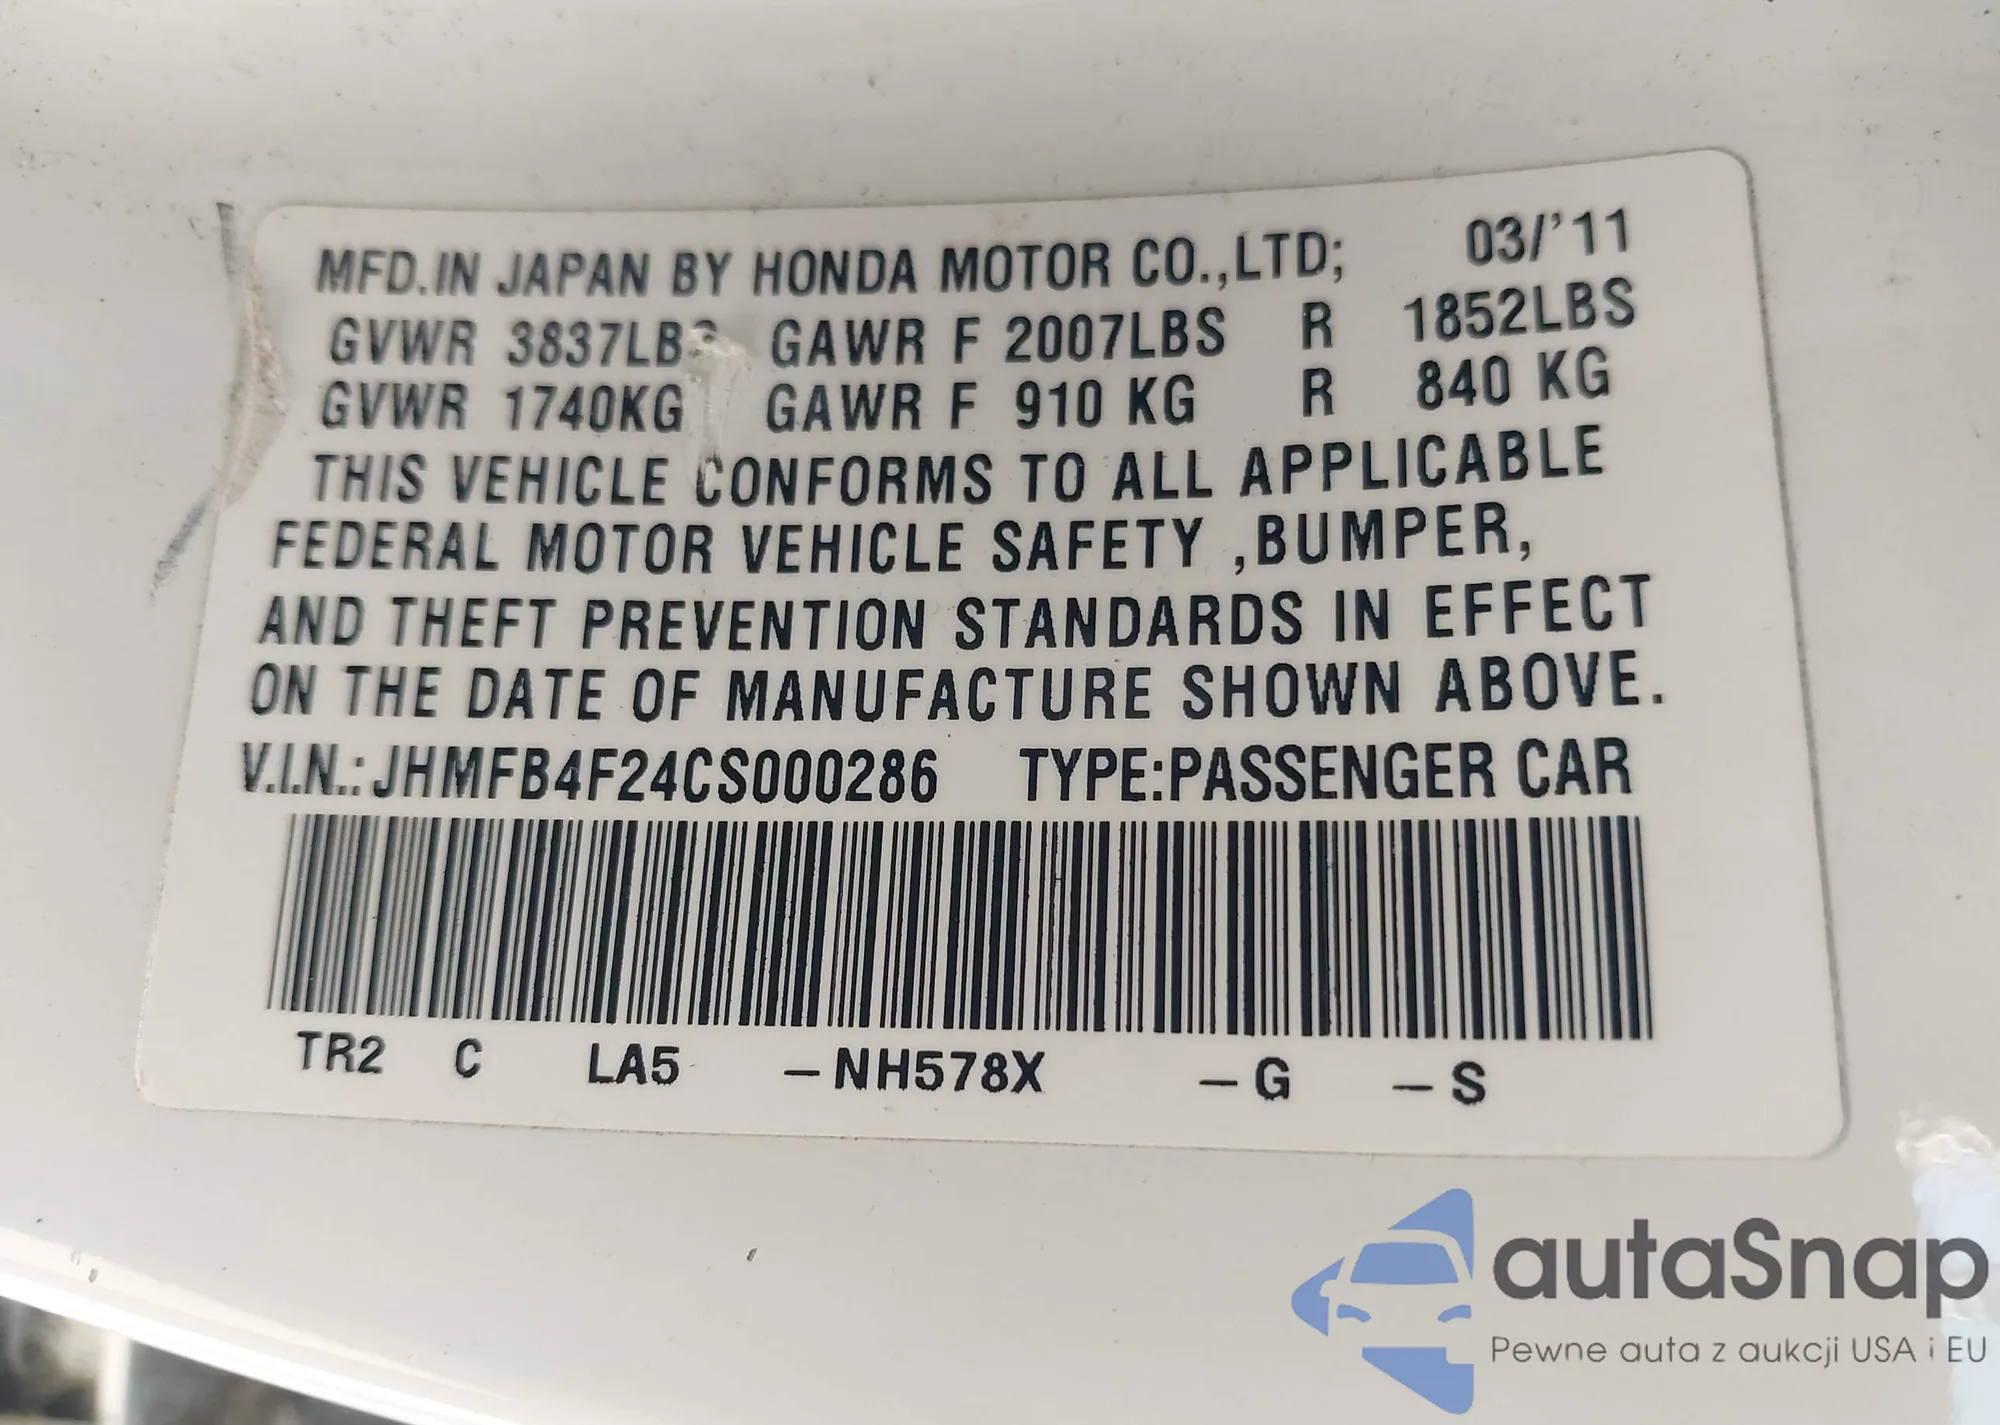 MFD.IN JAPAN BY HONDA MOTOR CO.,LTD; 03/'11
GVWR 3837LBS GAWR F 2007LBS R 1852LBS
GVWR 1740KG GAWR F 910 KG R 840 KG
THIS VEHICLE CONFORMS TO ALL APPLICABLE
FEDERAL MOTOR VEHICLE SAFETY ,BUMPER,
AND THEFT PREVENTION STANDARDS IN EFFECT
ON THE DATE OF MANUFACTURE SHOWN ABOVE.
V.I.N.:JHMFB4F24CS000286 TYPE:PASSENGER CAR
TR2 C LA5 –NH578X –G –S
autaSnap
Pewne auta z aukcji USA i EU